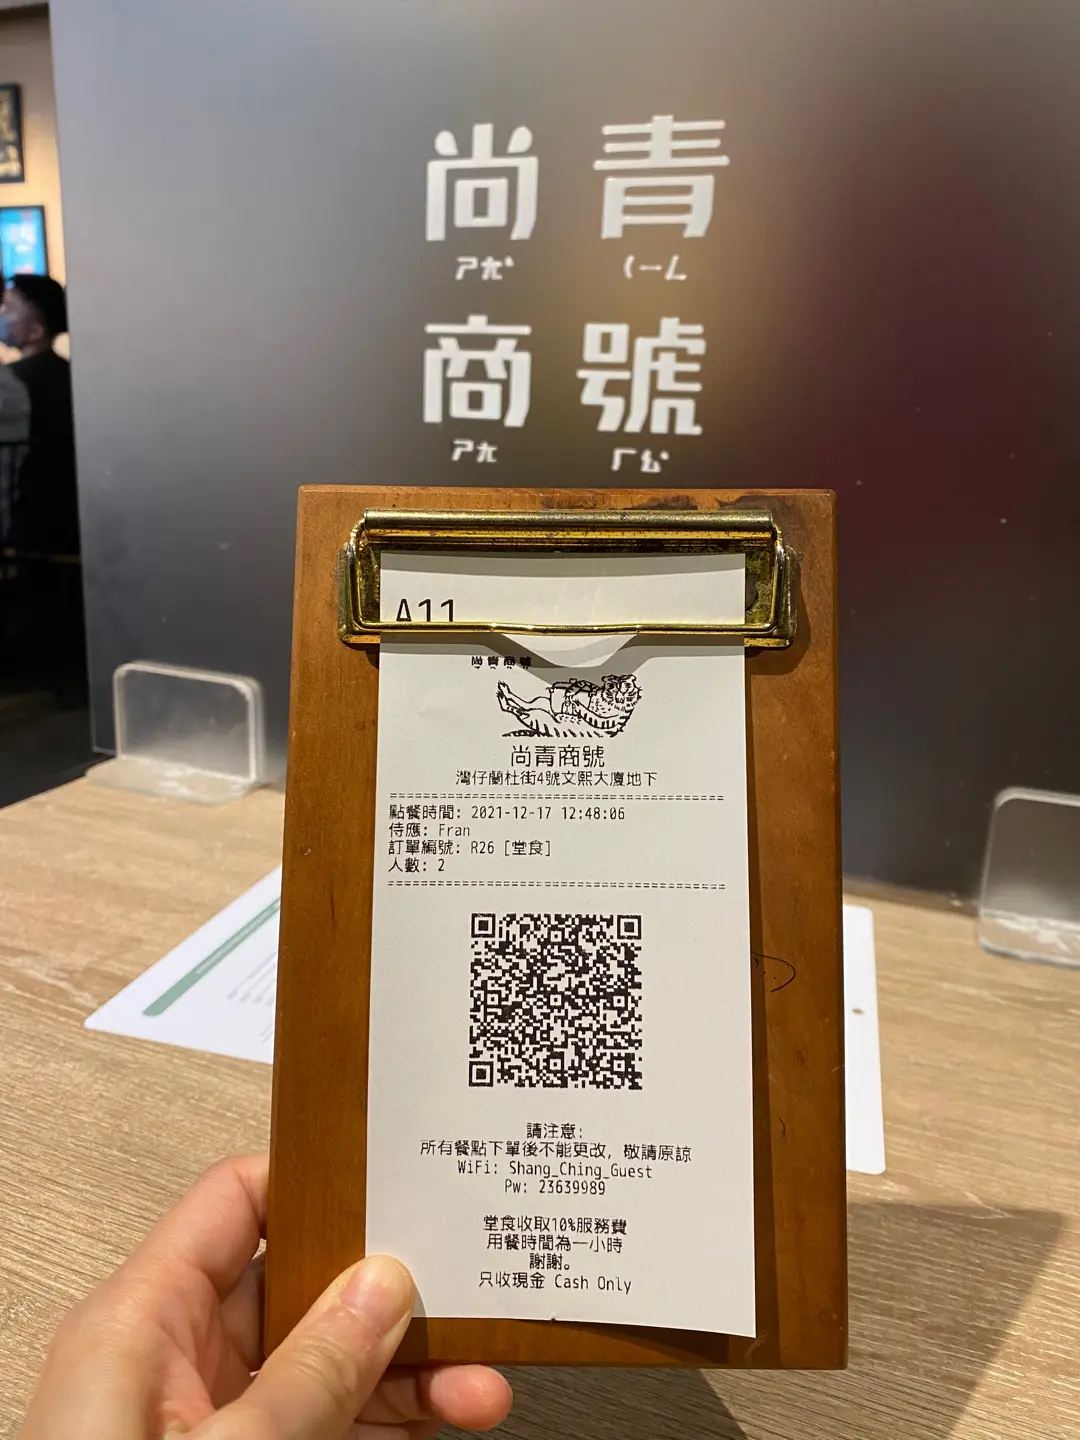 尚青
ㄕㄤˋ ㄑㄧㄥ
商號
ㄕㄤ ㄏㄠˋ
A11
尚青商號
尚青商號
灣仔蘭杜街4號文熙大廈地下
點餐時間: 2021-12-17 12:48:06
侍應: Fran
訂單編號: R26 [堂食]
人數: 2
請注意:
所有餐點下單後不能更改, 敬請原諒
WiFi: Shang_Ching_Guest
Pw: 23639989
堂食收取10%服務費
用餐時間為一小時
謝謝。
只收現金 Cash Only